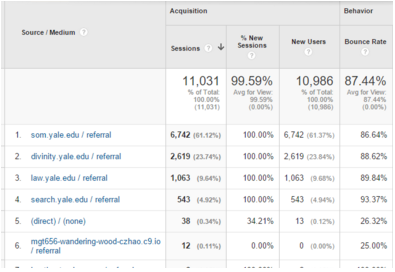 Acquisition
Behavior
Source / Medium
Sessions
% New Sessions
New Users
Bounce Rate
11,031
% of Total:
100.00%
(11,031)
99.59%
Avg for View:
99.59%
(0.00%)
10,986
% of Total:
100.00%
(10,986)
87.44%
Avg for View:
87.44%
(0.00%)
1. som.yale.edu / referral 6,742 (61.12%) 100.00% 6,742 (61.37%) 86.64%
2. divinity.yale.edu / referral 2,619 (23.74%) 100.00% 2,619 (23.84%) 88.62%
3. law.yale.edu / referral 1,063 (9.64%) 100.00% 1,063 (9.68%) 89.84%
4. search.yale.edu / referral 543 (4.92%) 100.00% 543 (4.94%) 93.37%
5. (direct) / (none) 38 (0.34%) 34.21% 13 (0.12%) 26.32%
6. mgt656-wandering-wood-czhao.c9.io / referral 12 (0.11%) 0.00% 0 (0.00%) 25.00%